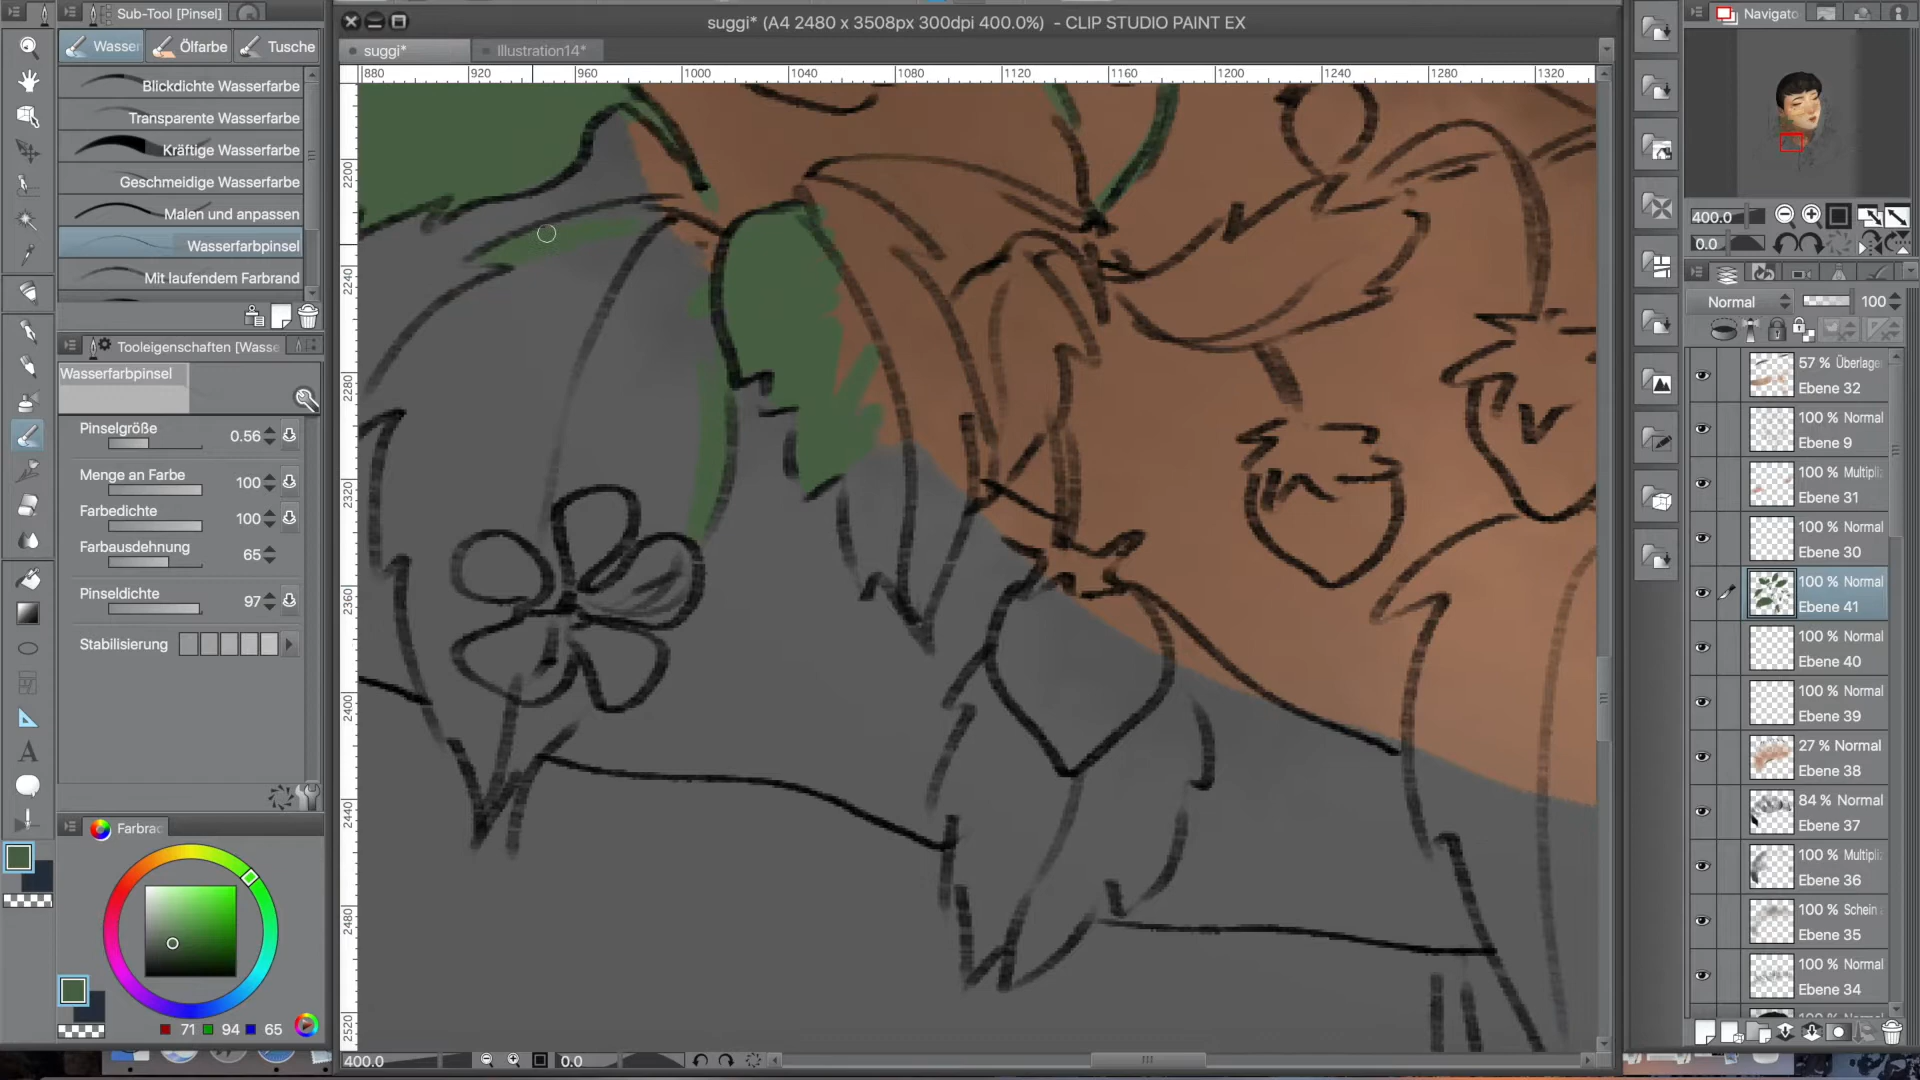 Sub-Tool [Pinsel]
suggi* (A4 2480 x 3508px 300dpi 400.0%) - CLIP STUDIO PAINT EX
Navigato
Wasser
Ölfarbe
Tusche
suggi*
Illustration14*
880
920
960
1000
1040
1080
1120
1160
1200
1240
1280
1320
Blickdichte Wasserfarbe
Transparente Wasserfarbe
Kräftige Wasserfarbe
Geschmeidige Wasserfarbe
Malen und anpassen
Wasserfarbpinsel
Mit laufendem Farbrand
2200
2240
2280
2320
2360
2400
2440
2480
2520
Tooleigenschaften [Wasse
Wasserfarbpinsel
Pinselgröße
0.56
Menge an Farbe
100
Farbedichte
100
Farbausdehnung
65
Pinseldichte
97
Stabilisierung
A
Farbrac
71
94
65
400.0
0.0
400.0
0.0
Normal
100
57 % Überlage
Ebene 32
100 % Normal
Ebene 9
100 % Multipli
Ebene 31
100 % Normal
Ebene 30
100 % Normal
Ebene 41
100 % Normal
Ebene 40
100 % Normal
Ebene 39
27 % Normal
Ebene 38
84 % Normal
Ebene 37
100 % Multipli
Ebene 36
100 % Schein
Ebene 35
100 % Normal
Ebene 34